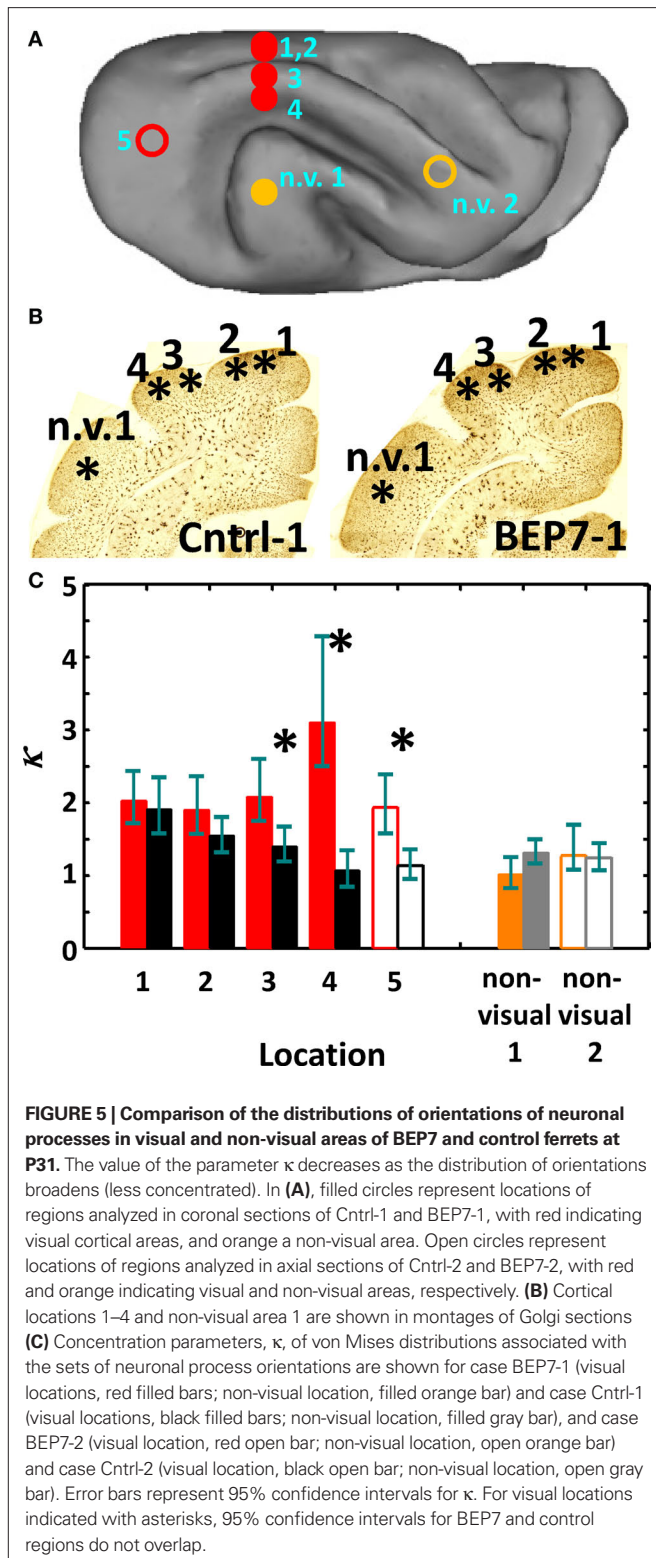 A
1,2
3
4
5
n.v. 1
n.v. 2
B
4 3 2 1
n.v.1
* * * * *
Cntrl-1
4 3 2 1
n.v.1
* * * * *
BEP7-1
C
5
4
3
2
1
0
κ
* * *
1 2 3 4 5 non-visual 1 non-visual 2
Location
FIGURE 5 | Comparison of the distributions of orientations of neuronal
processes in visual and non-visual areas of BEP7 and control ferrets at
P31. The value of the parameter κ decreases as the distribution of orientations
broadens (less concentrated). In (A), filled circles represent locations of
regions analyzed in coronal sections of Cntrl-1 and BEP7-1, with red indicating
visual cortical areas, and orange a non-visual area. Open circles represent
locations of regions analyzed in axial sections of Cntrl-2 and BEP7-2, with red
and orange indicating visual and non-visual areas, respectively. (B) Cortical
locations 1–4 and non-visual area 1 are shown in montages of Golgi sections
(C) Concentration parameters, κ, of von Mises distributions associated with
the sets of neuronal process orientations are shown for case BEP7-1 (visual
locations, red filled bars; non-visual location, filled orange bar) and case Cntrl-1
(visual locations, black filled bars; non-visual location, filled gray bar), and case
BEP7-2 (visual location, red open bar; non-visual location, open orange bar)
and case Cntrl-2 (visual location, black open bar; non-visual location, open gray
bar). Error bars represent 95% confidence intervals for κ. For visual locations
indicated with asterisks, 95% confidence intervals for BEP7 and control
regions do not overlap.